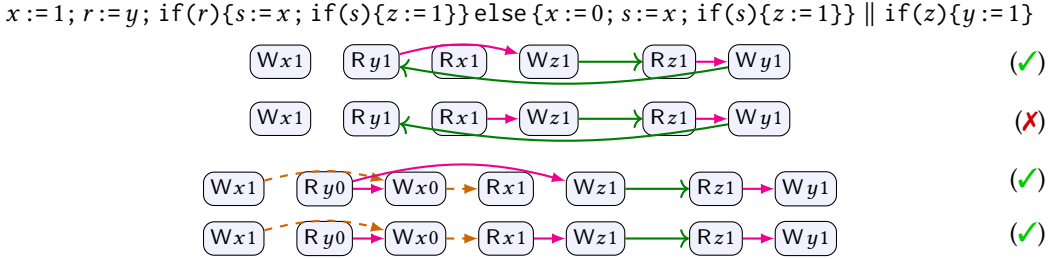 x := 1; r := y; if(r){s := x; if(s){z := 1}} else {x := 0; s := x; if(s){z := 1}} ∥ if(z){y := 1}
Wx1 Ry1 Rx1 Wz1 Rz1 Wy1 (✓)
Wx1 Ry1 Rx1 Wz1 Rz1 Wy1 (✗)
Wx1 Ry0 Wx0 Rx1 Wz1 Rz1 Wy1 (✓)
Wx1 Ry0 Wx0 Rx1 Wz1 Rz1 Wy1 (✓)